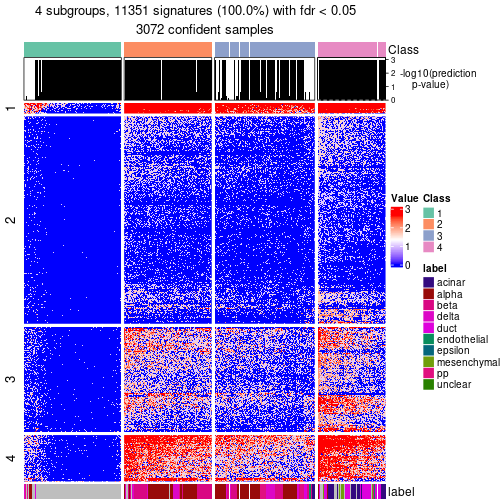 4 subgroups, 11351 signatures (100.0%) with fdr < 0.05
3072 confident samples
Class
3
2
1
0
-log10(prediction
p-value)
1
2
3
4
Value
3
2
1
0
Class
1
2
3
4
label
acinar
alpha
beta
delta
duct
endothelial
epsilon
mesenchymal
pp
unclear
label